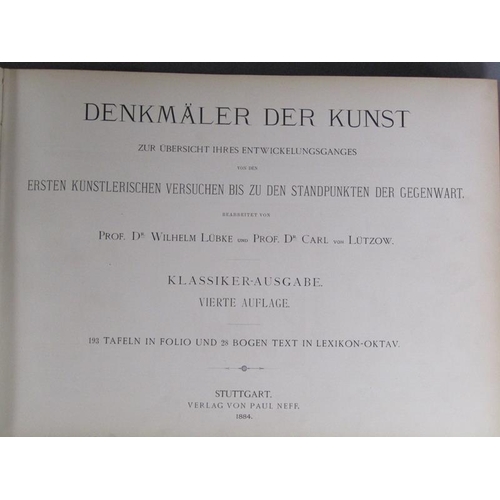 DENKMÄLER DER KUNST
ZUR ÜBERSICHT IHRES ENTWICKELUNGSGANGES
VON DEN
ERSTEN KÜNSTLERISCHEN VERSUCHEN BIS ZU DEN STANDPUNKTEN DER GEGENWART.
BEARBEITET VON
PROF. DR. WILHELM LÜBKE UND PROF. DR. CARL VON LÜTZOW.
KLASSIKER-AUSGABE.
VIERTE AUFLAGE.
193 TAFELN IN FOLIO UND 28 BOGEN TEXT IN LEXIKON-OKTAV.
STUTTGART.
VERLAG VON PAUL NEFF.
1884.